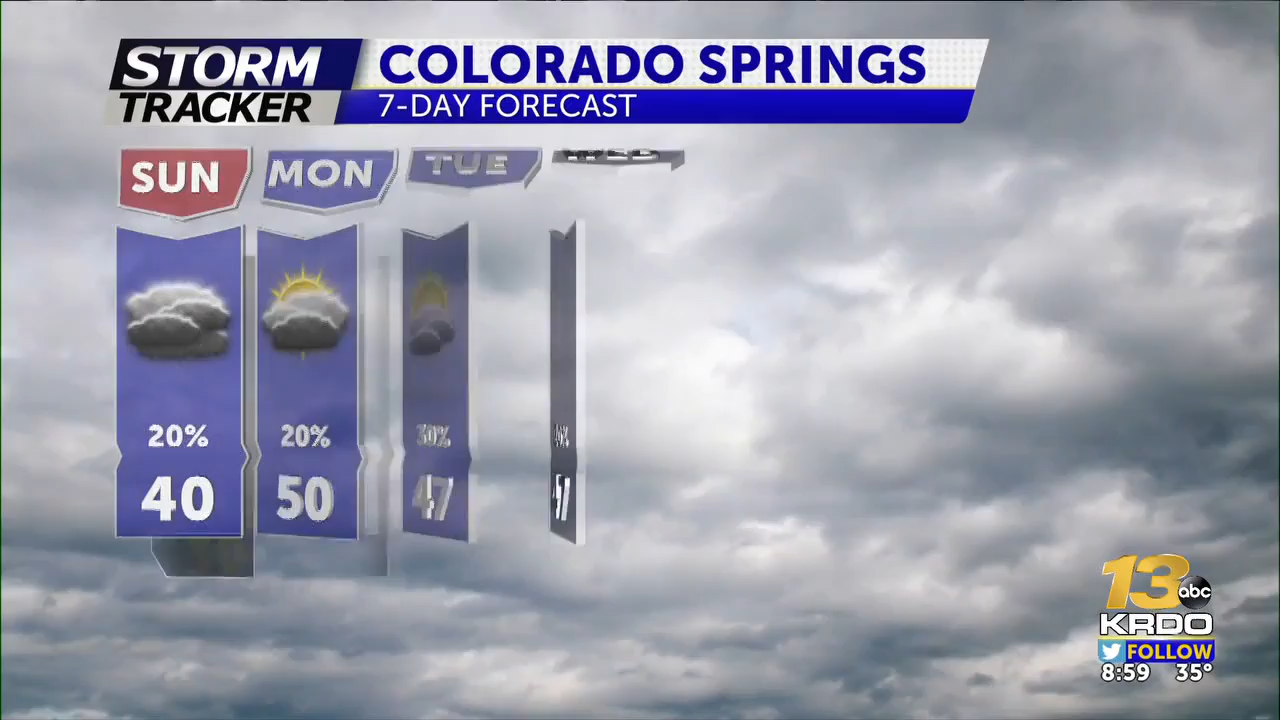 STORM TRACKER
COLORADO SPRINGS
7-DAY FORECAST
SUN
MON
TUE
WED
20%
20%
30%
40
50
47
13
abc
KRDO
FOLLOW
8:59 35°